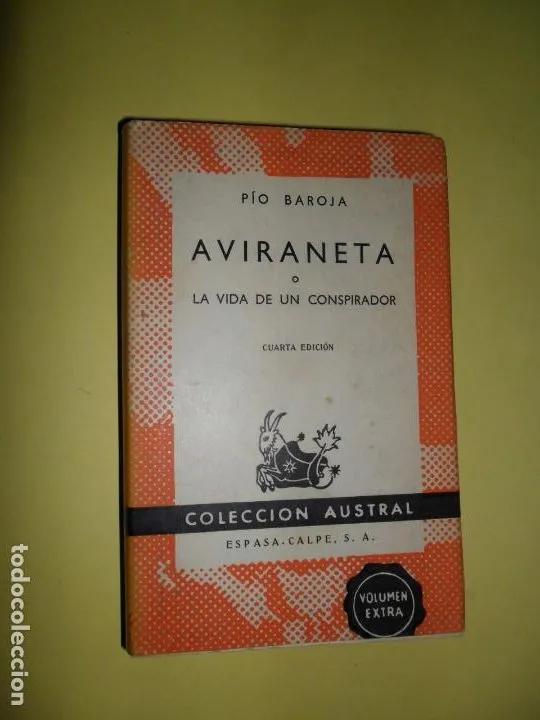 PÍO BAROJA
AVIRANETA
o
LA VIDA DE UN CONSPIRADOR
CUARTA EDICIÓN
COLECCION AUSTRAL
ESPASA-CALPE, S. A.
VOLUMEN
EXTRA
todocoleccion